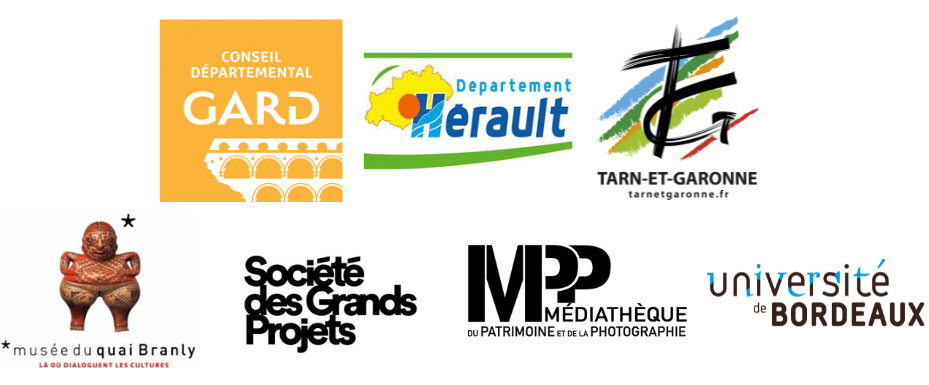 CONSEIL
DÉPARTEMENTAL
GARD
Département
Hérault
TARN-ET-GARONNE
tarnetgaronne.fr
*
*musée du quai Branly
LÀ OÙ DIALOGUENT LES CULTURES
Société
des Grands
Projets
MPP
MÉDIATHÈQUE
DU PATRIMOINE ET DE LA PHOTOGRAPHIE
université
de BORDEAUX